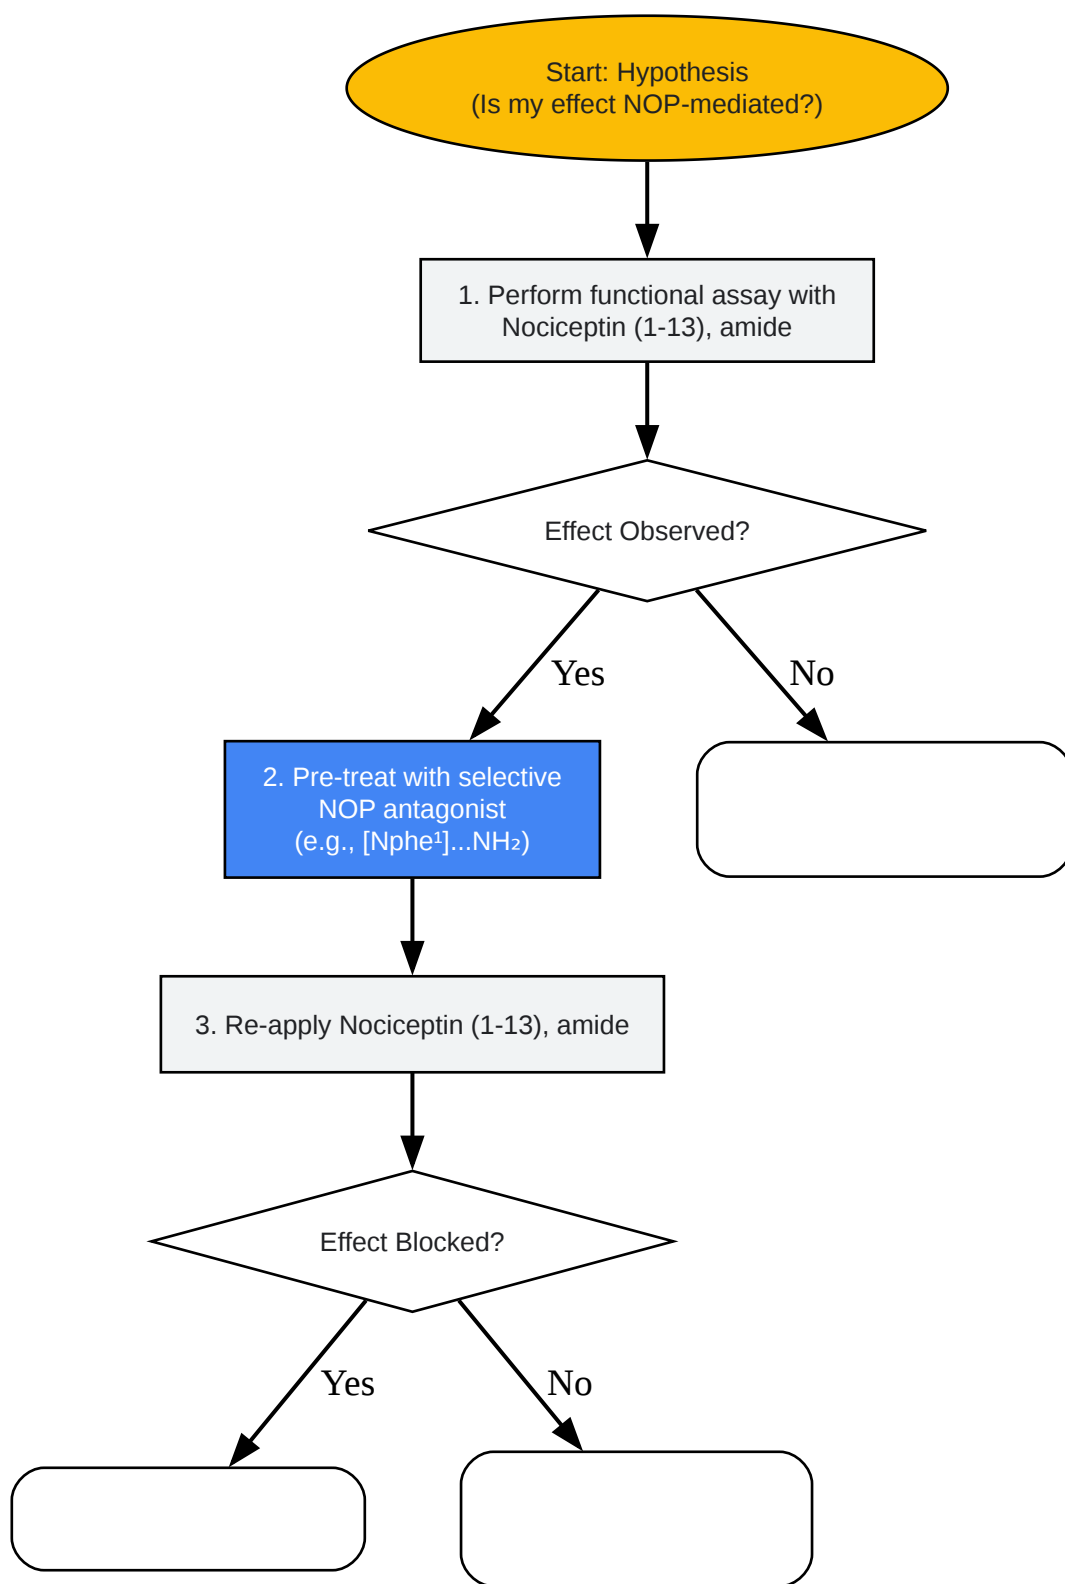 Start: Hypothesis
(Is my effect NOP-mediated?)
1. Perform functional assay with
Nociceptin (1-13), amide
Effect Observed?
Yes
No
2. Pre-treat with selective
NOP antagonist
(e.g., [Nphe¹]...NH₂)
3. Re-apply Nociceptin (1-13), amide
Effect Blocked?
Yes
No